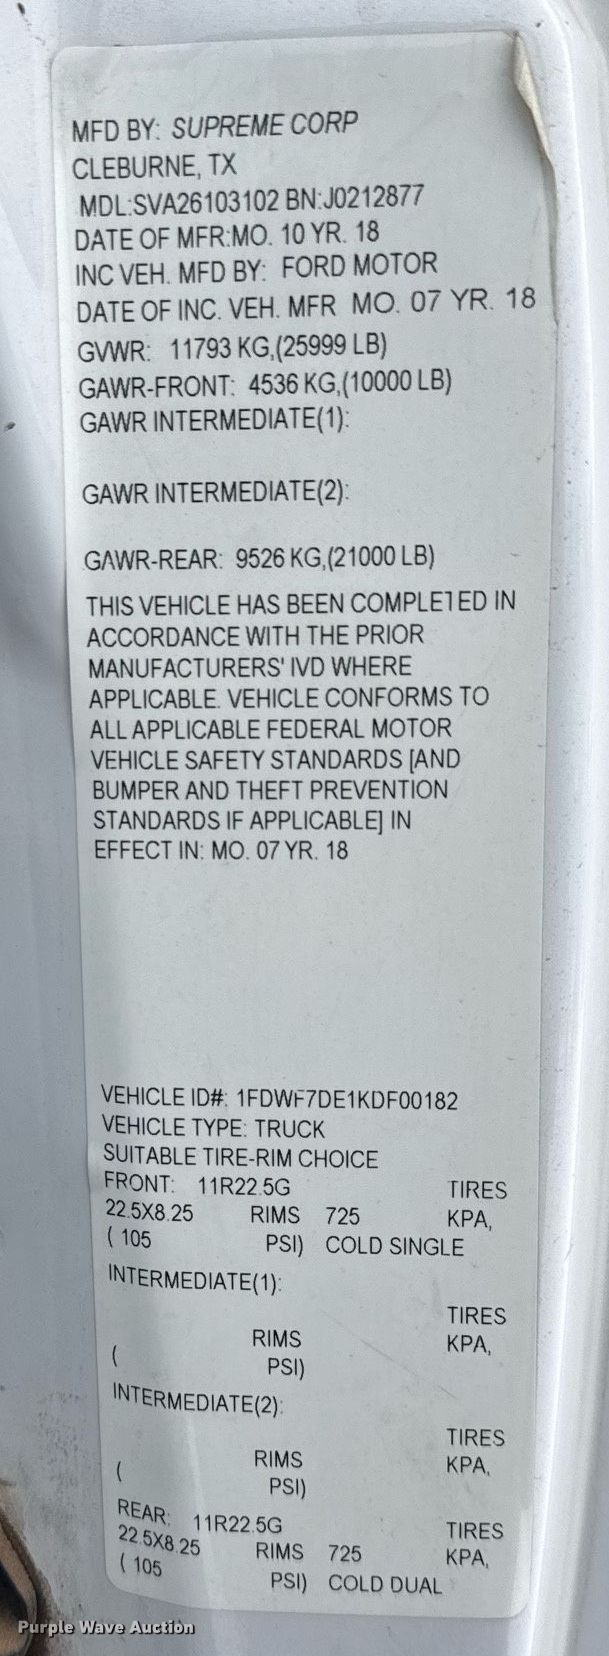 MFD BY: SUPREME CORP
CLEBURNE, TX
MDL:SVA26103102 BN:J0212877
DATE OF MFR:MO. 10 YR. 18
INC VEH. MFD BY: FORD MOTOR
DATE OF INC. VEH. MFR MO. 07 YR. 18
GVWR: 11793 KG,(25999 LB)
GAWR-FRONT: 4536 KG,(10000 LB)
GAWR INTERMEDIATE(1):
GAWR INTERMEDIATE(2):
GAWR-REAR: 9526 KG,(21000 LB)
THIS VEHICLE HAS BEEN COMPLETED IN
ACCORDANCE WITH THE PRIOR
MANUFACTURERS' IVD WHERE
APPLICABLE. VEHICLE CONFORMS TO
ALL APPLICABLE FEDERAL MOTOR
VEHICLE SAFETY STANDARDS [AND
BUMPER AND THEFT PREVENTION
STANDARDS IF APPLICABLE] IN
EFFECT IN: MO. 07 YR. 18
VEHICLE ID#: 1FDWF7DE1KDF00182
VEHICLE TYPE: TRUCK
SUITABLE TIRE-RIM CHOICE
FRONT: 11R22.5G TIRES
22.5X8.25 RIMS 725 KPA,
( 105 PSI) COLD SINGLE
INTERMEDIATE(1):
TIRES
RIMS KPA,
( PSI)
INTERMEDIATE(2):
TIRES
RIMS KPA,
( PSI)
REAR: 11R22.5G TIRES
22.5X8.25 RIMS 725 KPA,
( 105 PSI) COLD DUAL
Purple Wave Auction